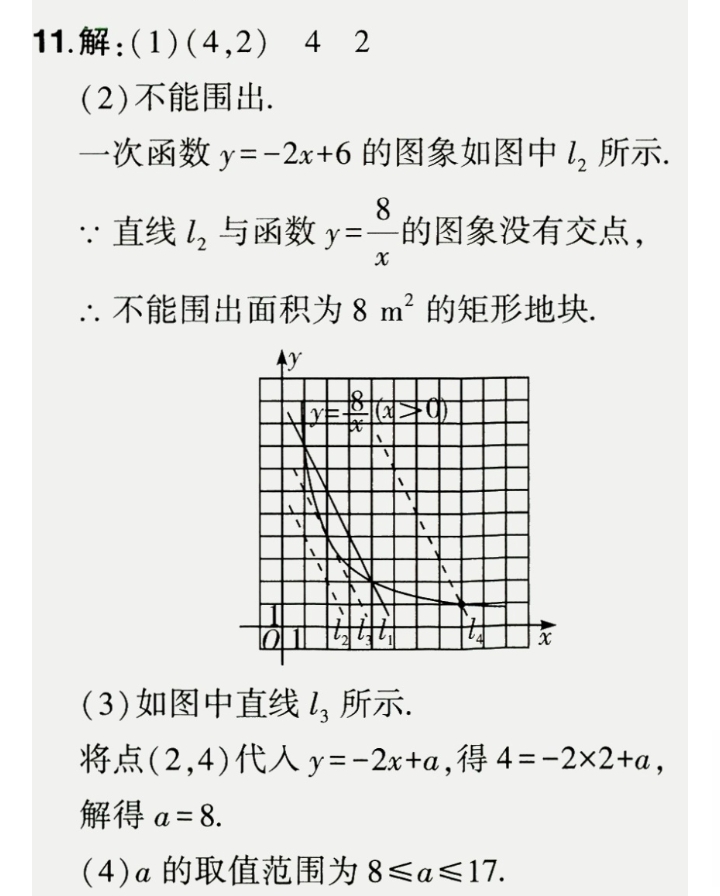 11.解:(1)(4,2) 4 2
(2)不能围出.
一次函数 y=-2x+6 的图象如图中 l₂ 所示.
∵ 直线 l₂ 与函数 y=8/x 的图象没有交点,
∴ 不能围出面积为 8 m² 的矩形地块.
y
y=8/x(x>0)
1
O 1 l₂ l₃ l₁ l₄ x
(3)如图中直线 l₃ 所示.
将点(2,4)代入 y=-2x+a,得 4=-2×2+a,
解得 a=8.
(4)a 的取值范围为 8≤a≤17.